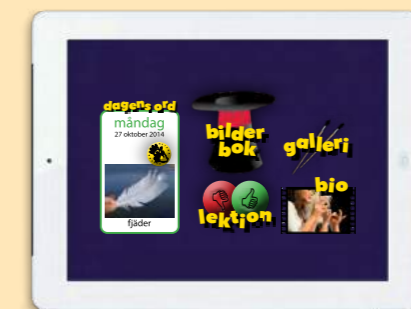 dagens ord
måndag
27 oktober 2014
fjäder
bilder
bok
galleri
lektion
bio